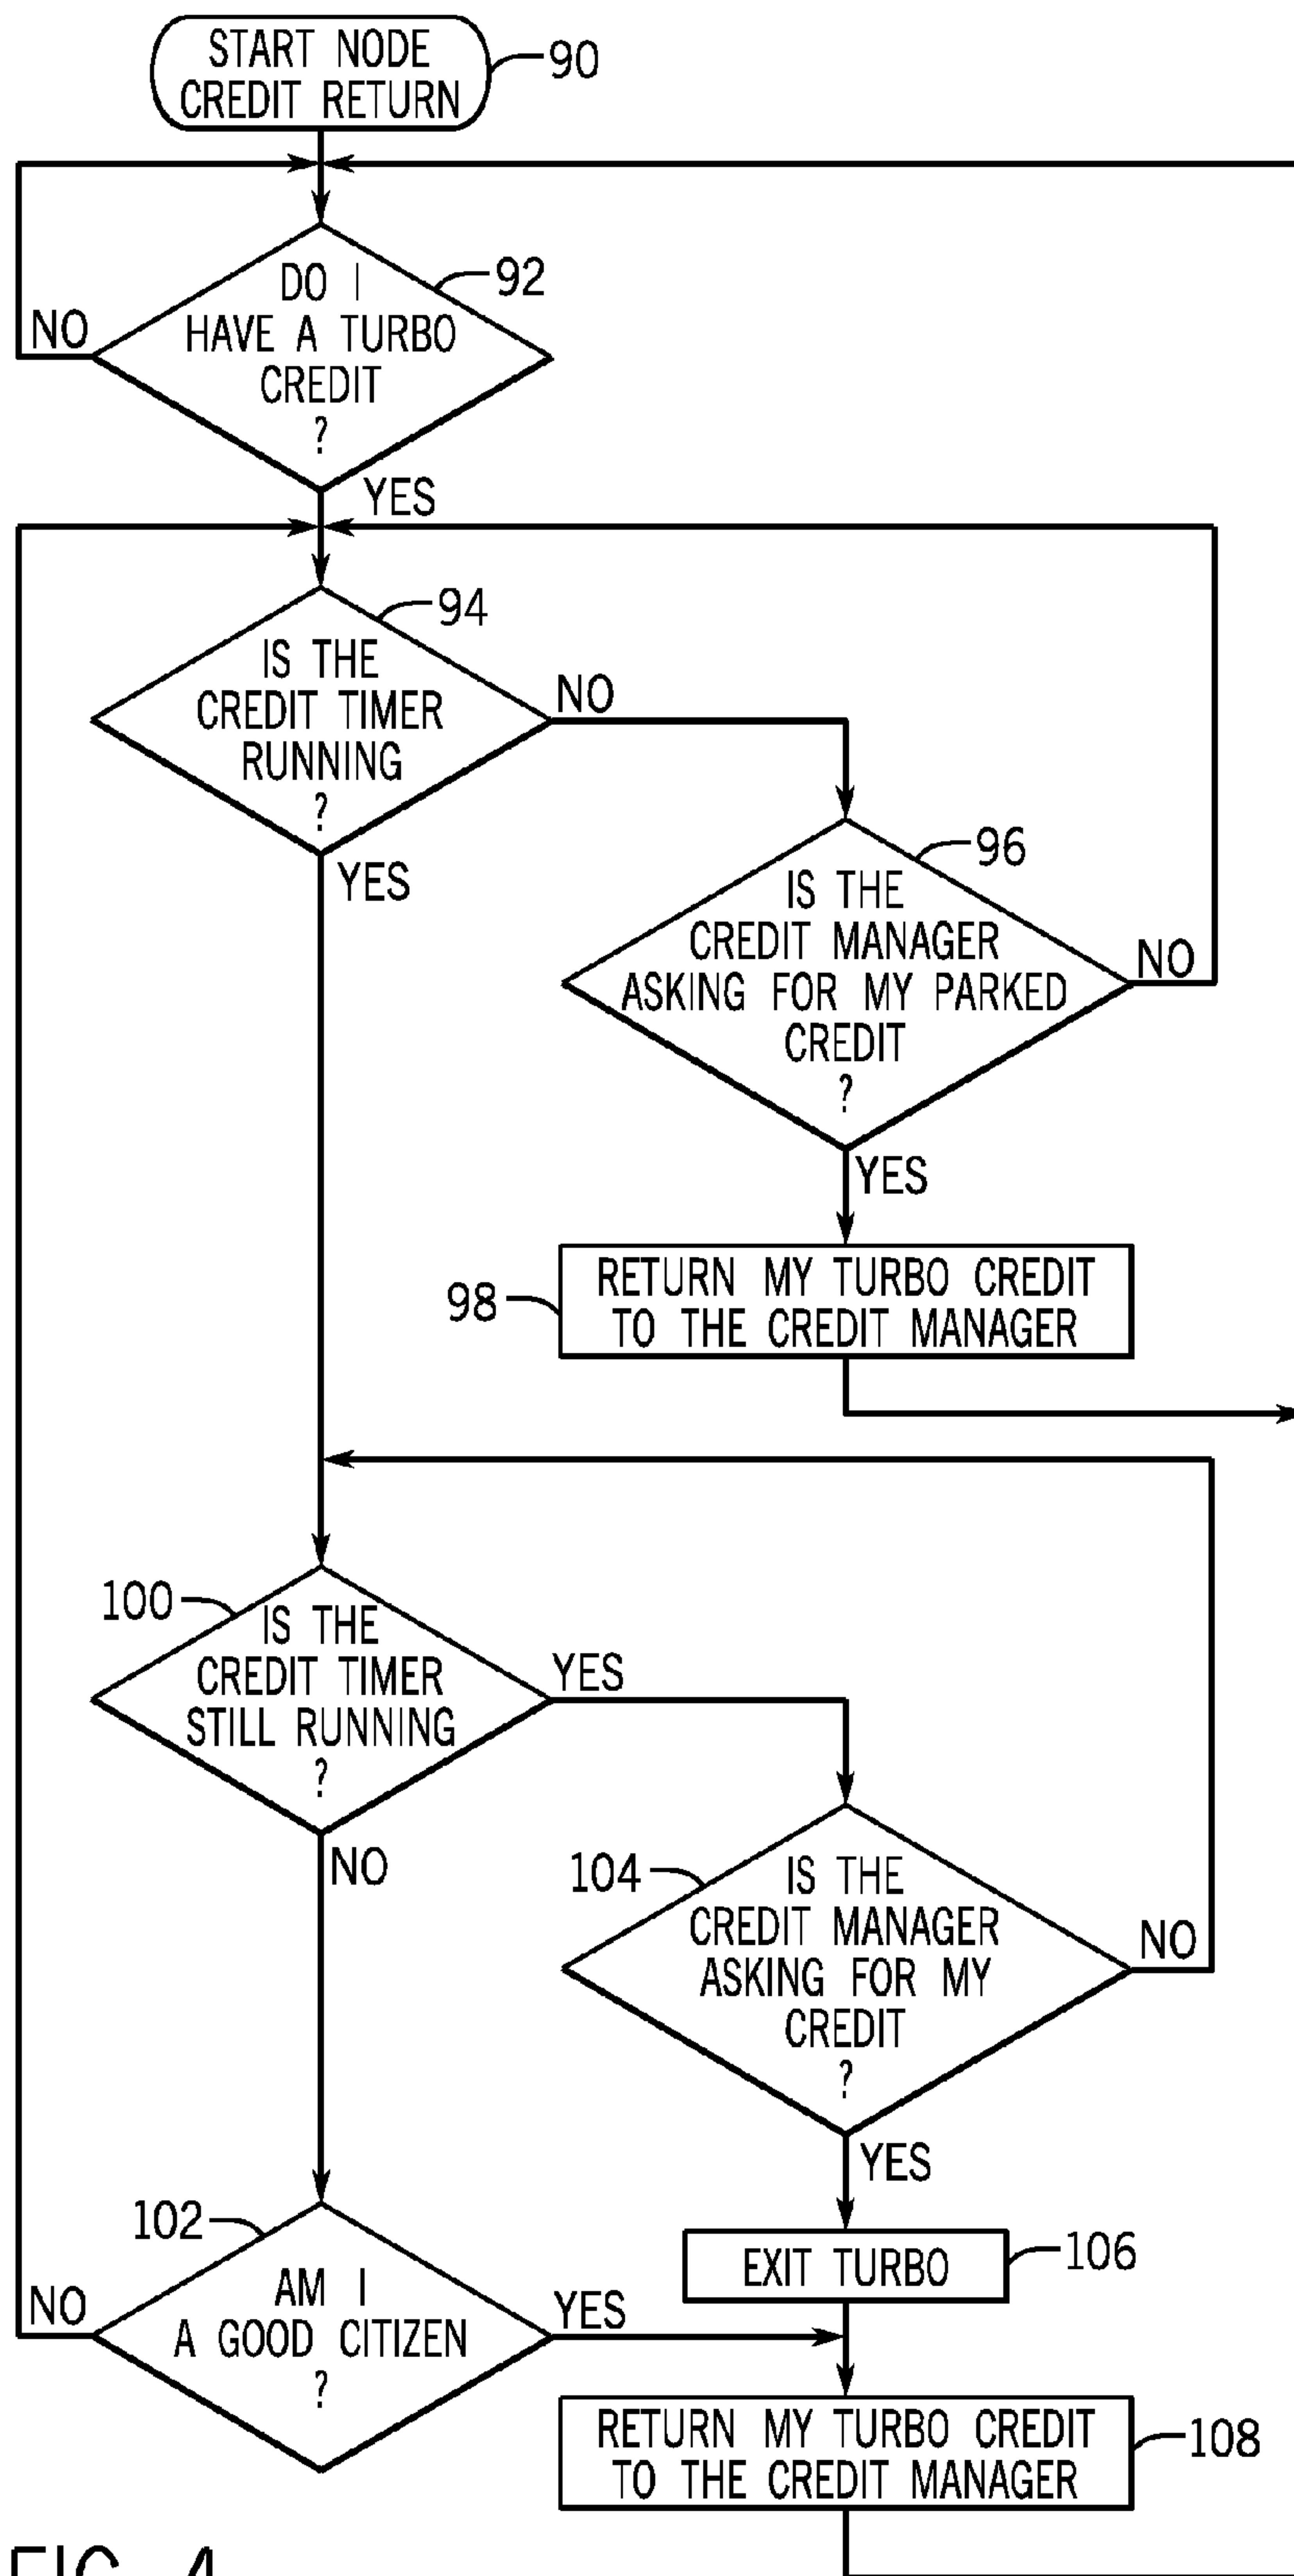 START NODE
CREDIT RETURN
90
DO I
HAVE A TURBO
CREDIT
?
92
NO
YES
IS THE
CREDIT TIMER
RUNNING
?
94
NO
YES
IS THE
CREDIT MANAGER
ASKING FOR MY PARKED
CREDIT
?
96
NO
YES
98
RETURN MY TURBO CREDIT
TO THE CREDIT MANAGER
100
IS THE
CREDIT TIMER
STILL RUNNING
?
YES
NO
104
IS THE
CREDIT MANAGER
ASKING FOR MY
CREDIT
?
NO
YES
EXIT TURBO
106
102
AM I
A GOOD CITIZEN
?
NO
YES
RETURN MY TURBO CREDIT
TO THE CREDIT MANAGER
108
FIG. 4